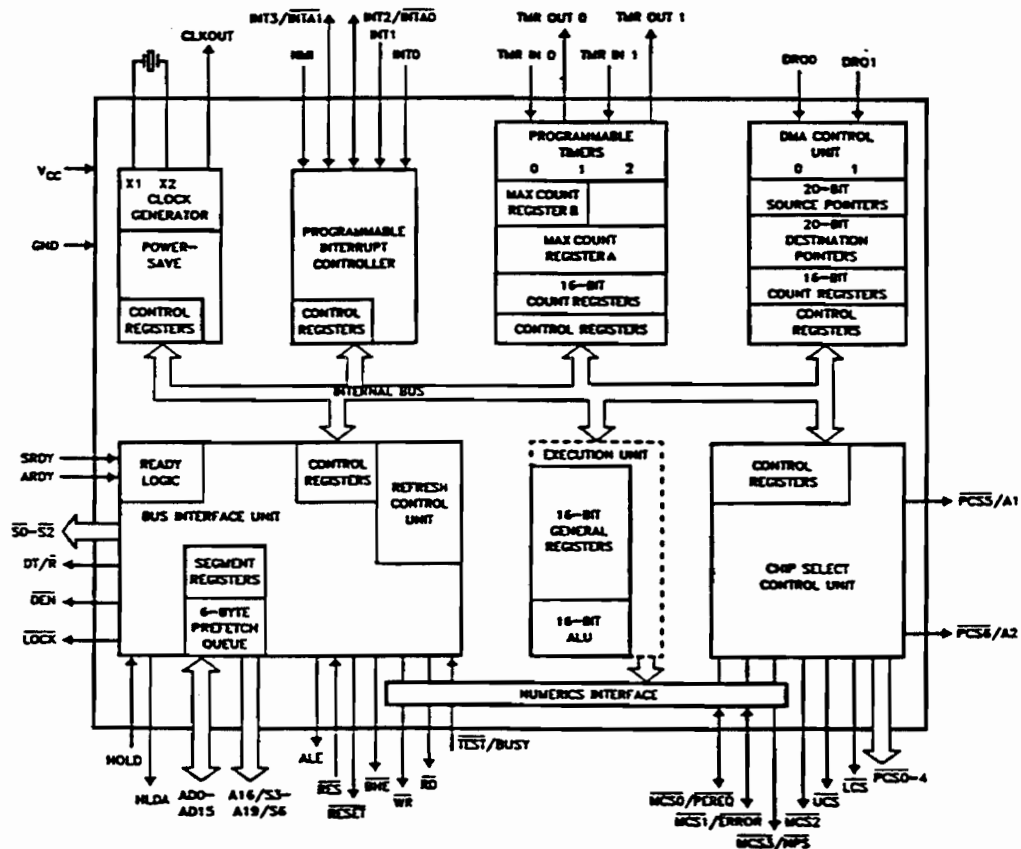 INT3/INTA1
INT2/INTA0
TMR OUT 0
TMR OUT 1
CLKOUT
INT1
NMI
INT0
TMR IN 0
TMR IN 1
DRQ0
DRQ1
VCC
GND
X1 X2
CLOCK
GENERATOR
POWER-
SAVE
CONTROL
REGISTERS
PROGRAMMABLE
INTERRUPT
CONTROLLER
CONTROL
REGISTERS
PROGRAMMABLE
TIMERS
0 1 2
MAX COUNT
REGISTER B
MAX COUNT
REGISTER A
16-BIT
COUNT REGISTERS
CONTROL REGISTERS
DMA CONTROL
UNIT
0 1
20-BIT
SOURCE POINTERS
20-BIT
DESTINATION
POINTERS
16-BIT
COUNT REGISTERS
CONTROL
REGISTERS
INTERNAL BUS
SRDY
ARDY
S0-S2
DT/R
DEN
LOCK
READY
LOGIC
CONTROL
REGISTERS
REFRESH
CONTROL
UNIT
BUS INTERFACE UNIT
SEGMENT
REGISTERS
6-BYTE
PREFETCH
QUEUE
EXECUTION UNIT
16-BIT
GENERAL
REGISTERS
16-BIT
ALU
CONTROL
REGISTERS
CHIP SELECT
CONTROL UNIT
PCS5/A1
PCS6/A2
NUMERICS INTERFACE
HOLD
HLDA
AD0-
AD15
A16/S3-
A19/S6
ALE
RES
RESET
BHE
WR
RD
TEST/BUSY
MCS0/PEREQ
MCS1/ERROR
MCS3/NPS
MCS2
UCS
LCS
PCS0-4